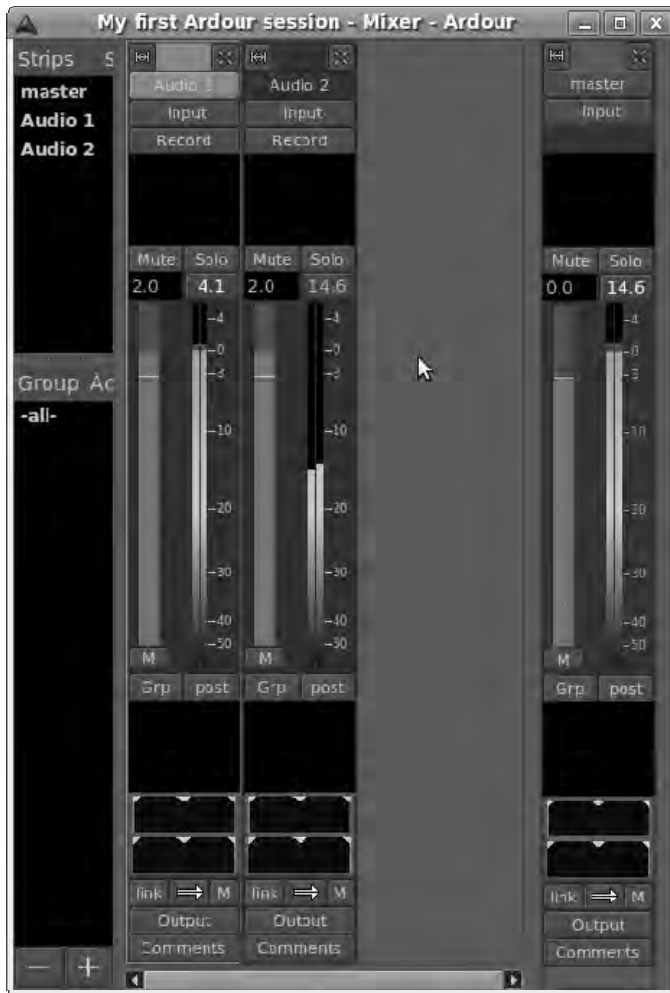 My first Ardour session - Mixer - Ardour
Strips S
master
Audio 1
Audio 2
Group Ac
-all-
Audio 1
Input
Record
Mute Solo
2.0 4.1
-4
-0
-3
-10
-20
-30
-40
-50
M
Grp post
link M
Output
Comments
Audio 2
Input
Record
Mute Solo
2.0 14.6
-4
-0
-3
-10
-20
-30
-40
-50
M
Grp post
link M
Output
Comments
master
Input
Mute Solo
0.0 14.6
-4
-0
-3
-10
-20
-30
-40
-50
M
Grp post
link M
Output
Comments